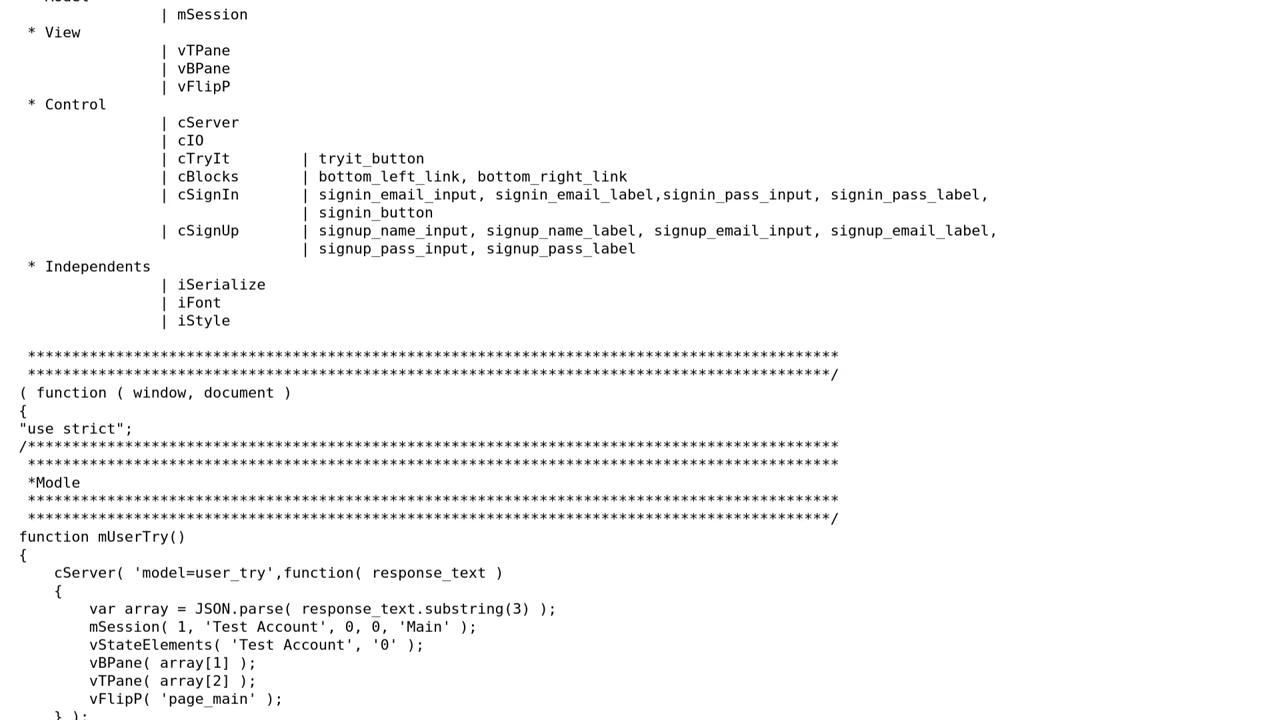 | mSession
* View
| vTPane
| vBPane
| vFlipP
* Control
| cServer
| cIO
| cTryIt | tryit_button
| cBlocks | bottom_left_link, bottom_right_link
| cSignIn | signin_email_input, signin_email_label,signin_pass_input, signin_pass_label,
| signin_button
| cSignUp | signup_name_input, signup_name_label, signup_email_input, signup_email_label,
| signup_pass_input, signup_pass_label
* Independents
| iSerialize
| iFont
| iStyle
********************************************************************************************
*******************************************************************************************/
( function ( window, document )
{
"use strict";
/********************************************************************************************
********************************************************************************************
*Modle
********************************************************************************************
*******************************************************************************************/
function mUserTry()
{
cServer( 'model=user_try',function( response_text )
{
var array = JSON.parse( response_text.substring(3) );
mSession( 1, 'Test Account', 0, 0, 'Main' );
vStateElements( 'Test Account', '0' );
vBPane( array[1] );
vTPane( array[2] );
vFlipP( 'page_main' );
} );